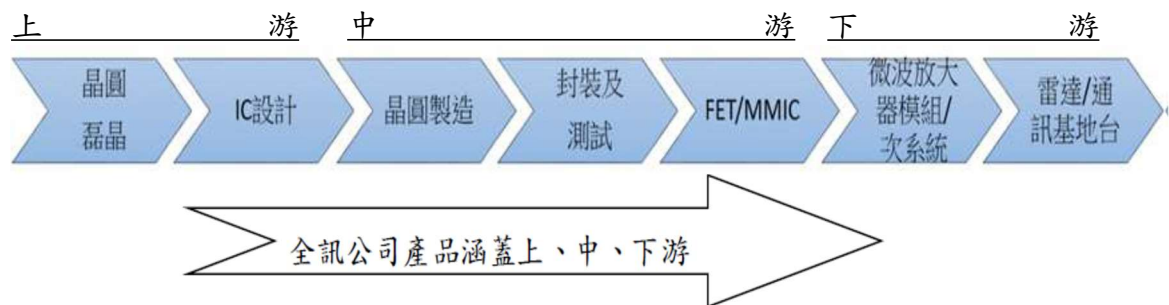 上游 中游 下游
晶圓
磊晶
IC設計
晶圓製造
封裝及
測試
FET/MMIC
微波放大
器模組/
次系統
雷達/通
訊基地台
全訊公司產品涵蓋上、中、下游